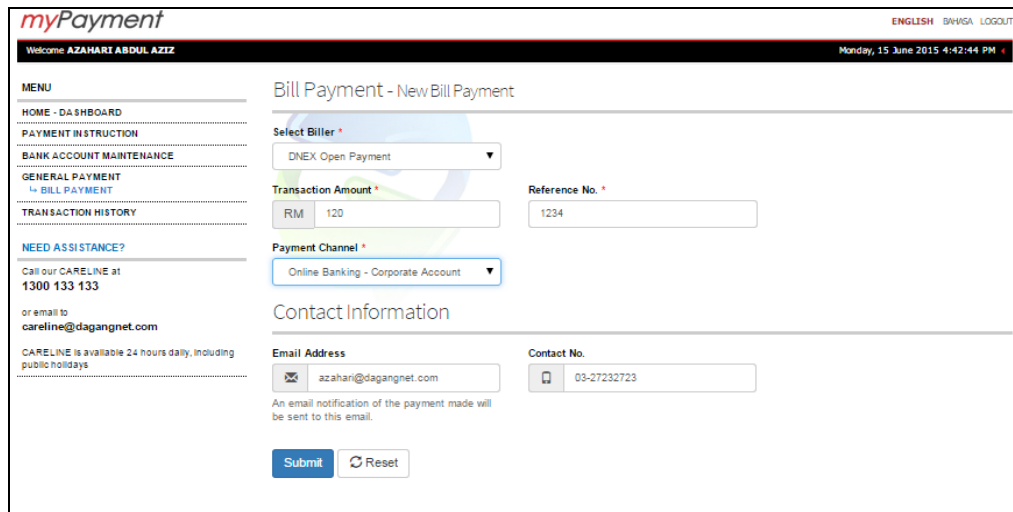 myPayment
ENGLISH BAHASA LOGOUT
Welcome AZAHARI ABDUL AZIZ
Monday, 15 June 2015 4:42:44 PM
MENU
HOME - DASHBOARD
PAYMENT INSTRUCTION
BANK ACCOUNT MAINTENANCE
GENERAL PAYMENT
BILL PAYMENT
TRANSACTION HISTORY
NEED ASSISTANCE?
Call our CARELINE at
1300 133 133
or email to
careline@dagangnet.com
CARELINE is available 24 hours daily, including
public holidays
Bill Payment - New Bill Payment
Select Biller *
DNEX Open Payment
Transaction Amount *
Reference No. *
RM 120
1234
Payment Channel *
Online Banking - Corporate Account
Contact Information
Email Address
Contact No.
azahari@dagangnet.com
03-27232723
An email notification of the payment made will
be sent to this email.
Submit
Reset